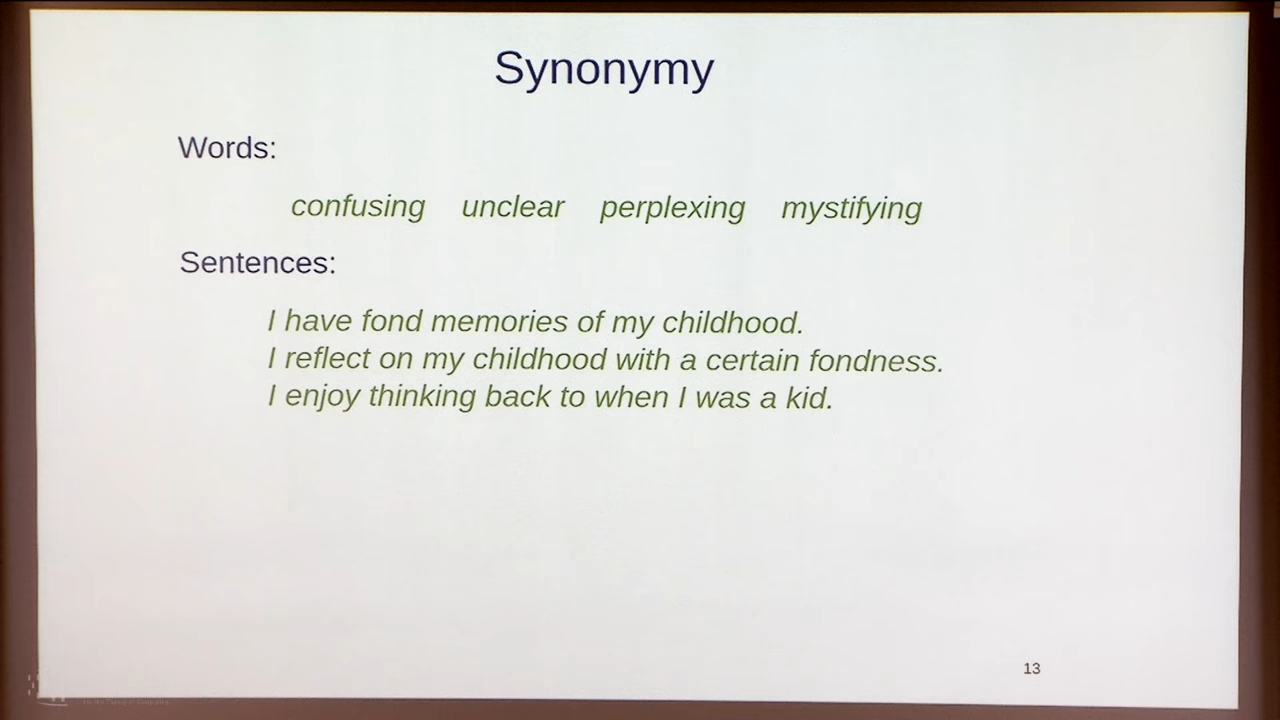 Synonymy
Words:
confusing unclear perplexing mystifying
Sentences:
I have fond memories of my childhood.
I reflect on my childhood with a certain fondness.
I enjoy thinking back to when I was a kid.
13